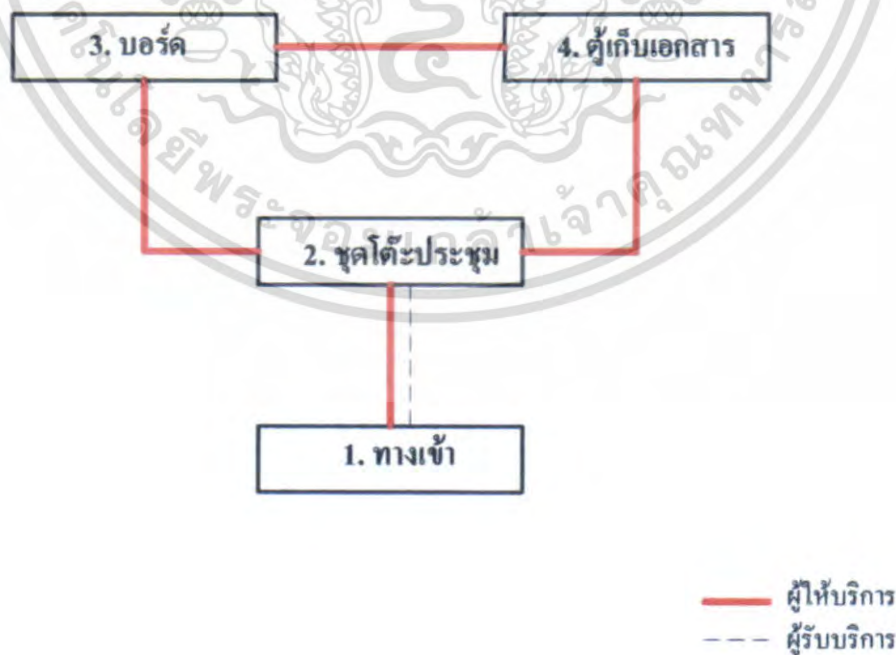 3. บอร์ด
4. ตู้เก็บเอกสาร
2. ชุดโต๊ะประชุม
1. ทางเข้า
ผู้ให้บริการ
ผู้รับบริการ